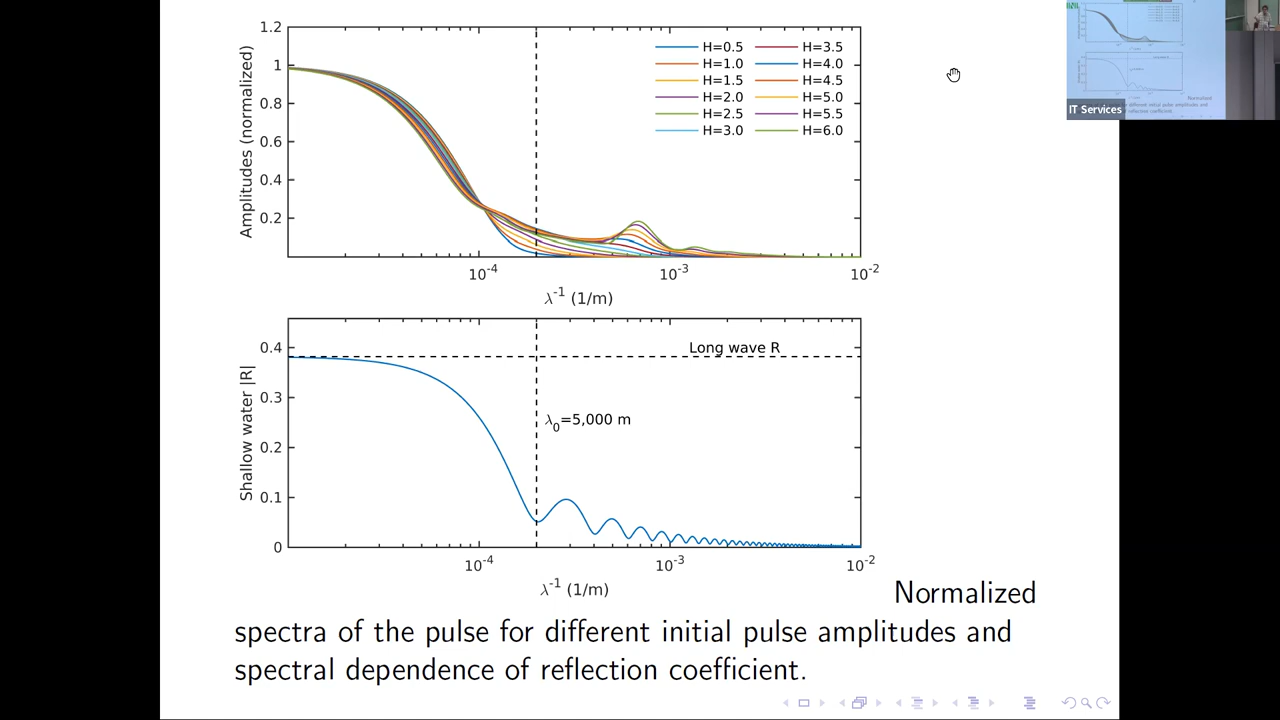 1.2
1
0.8
0.6
0.4
0.2
Amplitudes (normalized)
H=0.5 H=3.5
H=1.0 H=4.0
H=1.5 H=4.5
H=2.0 H=5.0
H=2.5 H=5.5
H=3.0 H=6.0
10⁻⁴ 10⁻³ 10⁻²
λ⁻¹ (1/m)
IT Services
0.4
0.3
0.2
0.1
0
Shallow water |R|
Long wave R
λ₀=5,000 m
10⁻⁴ 10⁻³ 10⁻²
λ⁻¹ (1/m)
Normalized
spectra of the pulse for different initial pulse amplitudes and
spectral dependence of reflection coefficient.